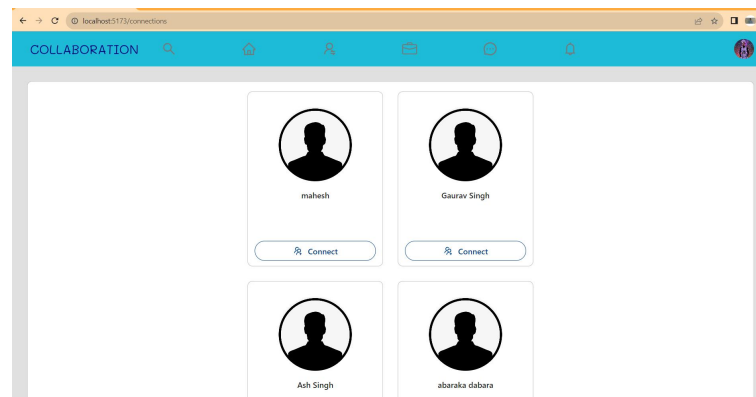 localhost:5173/connections
COLLABORATION
mahesh
Gaurav Singh
Connect
Connect
Ash Singh
abaraka dabara